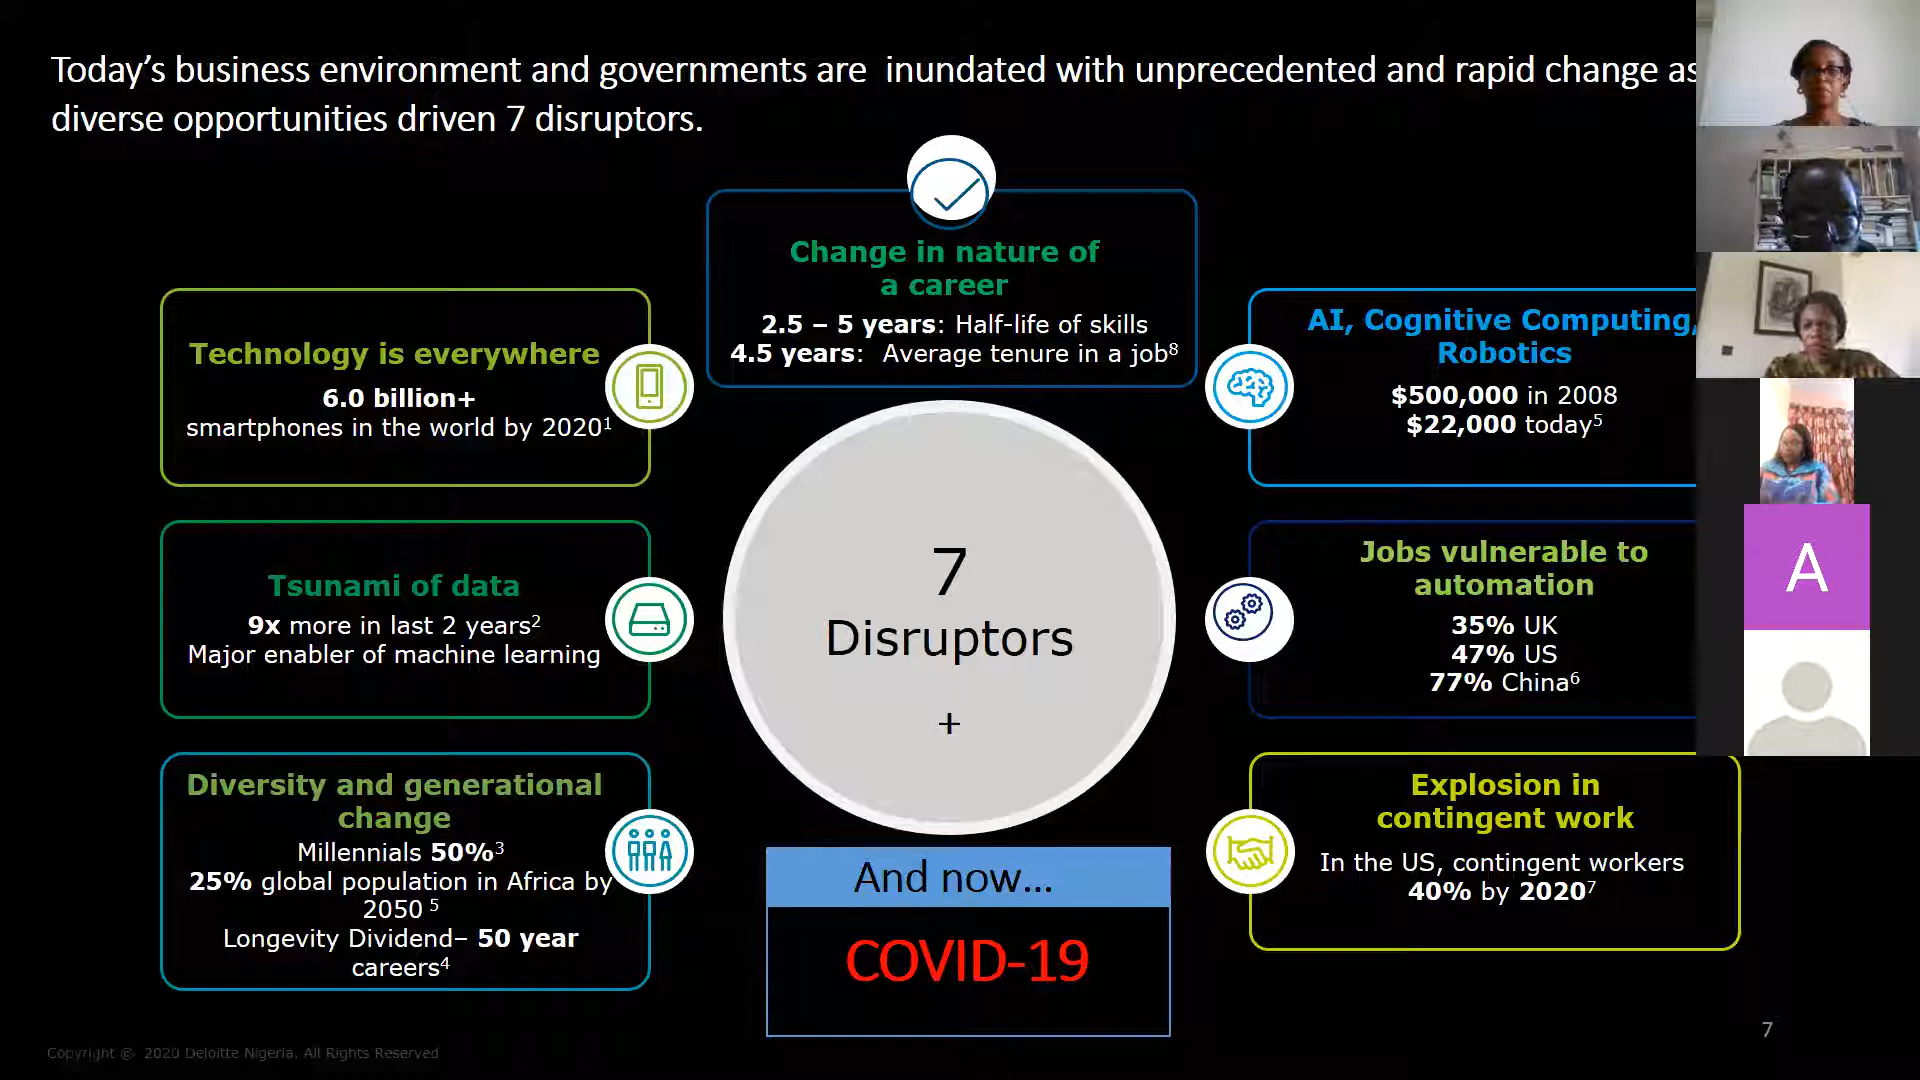 Today's business environment and governments are  inundated with unprecedented and rapid change as
diverse opportunities driven 7 disruptors.
Change in nature of
a career
2.5 – 5 years: Half-life of skills
4.5 years:  Average tenure in a job8
Technology is everywhere
6.0 billion+
smartphones in the world by 20201
AI, Cognitive Computing,
Robotics
$500,000 in 2008
$22,000 today5
Tsunami of data
9x more in last 2 years2
Major enabler of machine learning
7
Disruptors
+
Jobs vulnerable to
automation
35% UK
47% US
77% China6
A
Diversity and generational
change
Millennials 50%3
25% global population in Africa by
2050 5
Longevity Dividend– 50 year
careers4
And now...
COVID-19
Explosion in
contingent work
In the US, contingent workers
40% by 20207
Copyright © 2020 Deloitte Nigeria. All Rights Reserved
7